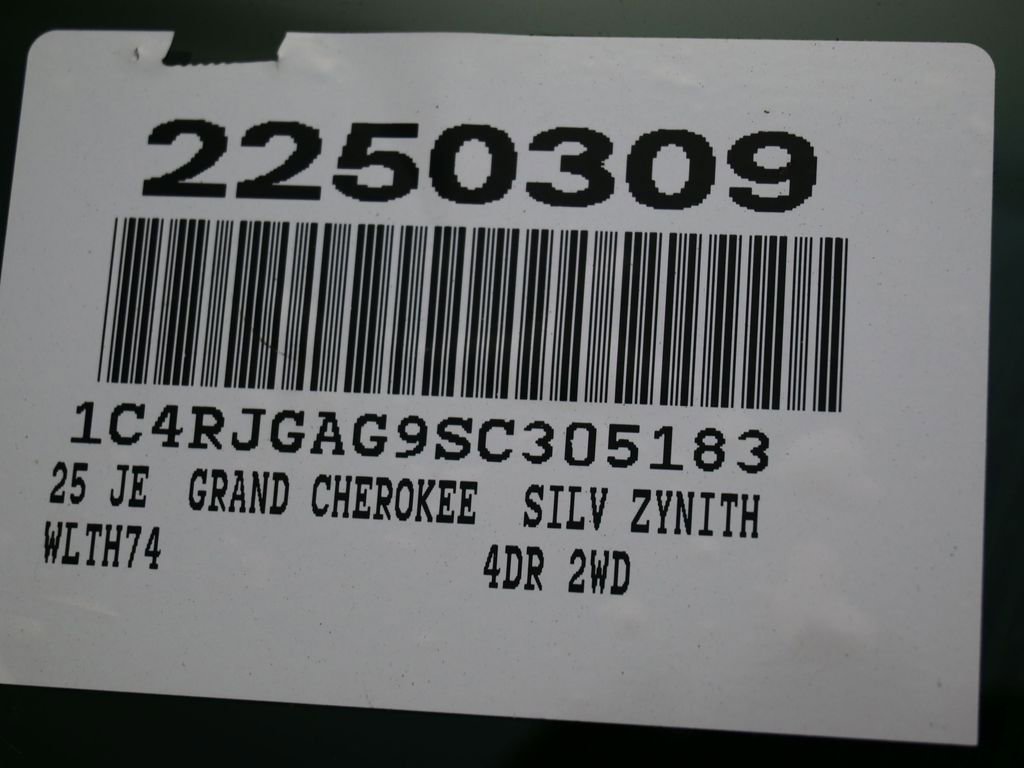 2250309
1C4RJGAG9SC305183
25 JE GRAND CHEROKEE SILV ZYNITH
WLTH74 4DR 2WD